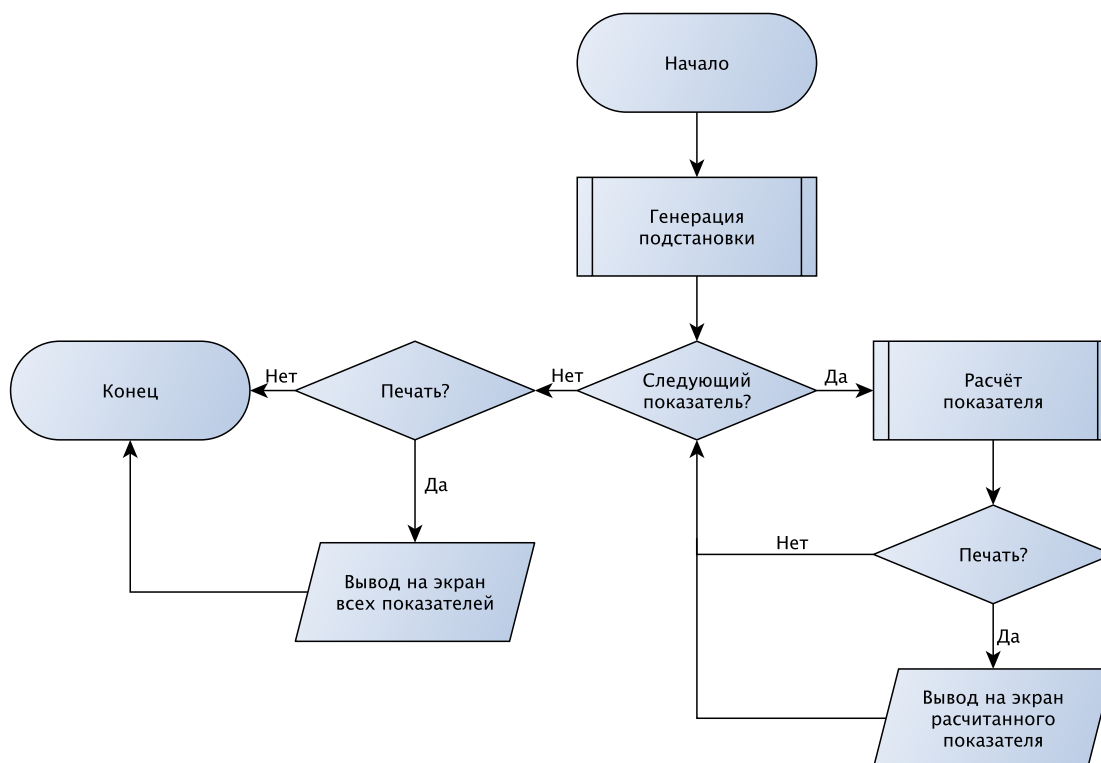 Начало
Генерация
подстановки
Следующий
показатель?
Да
Расчёт
показателя
Нет
Печать?
Нет
Конец
Да
Вывод на экран
всех показателей
Печать?
Нет
Да
Вывод на экран
расчитанного
показателя